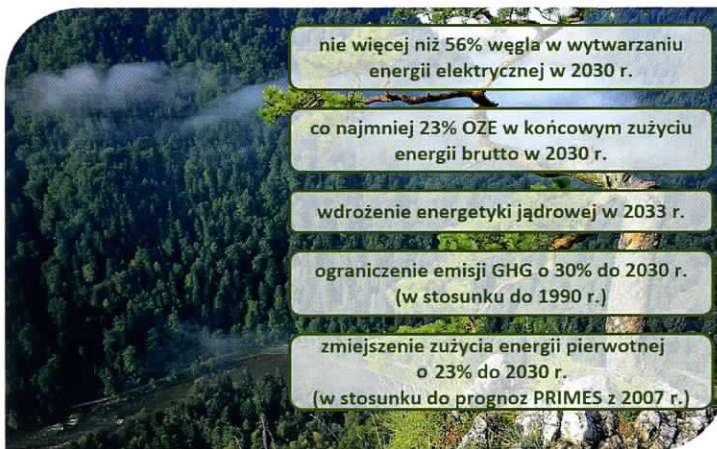 nie więcej niż 56% węgla w wytwarzaniu
energii elektrycznej w 2030 r.
co najmniej 23% OZE w końcowym zużyciu
energii brutto w 2030 r.
wdrożenie energetyki jądrowej w 2033 r.
ograniczenie emisji GHG o 30% do 2030 r.
(w stosunku do 1990 r.)
zmiejszenie zużycia energii pierwotnej
o 23% do 2030 r.
(w stosunku do prognoz PRIMES z 2007 r.)